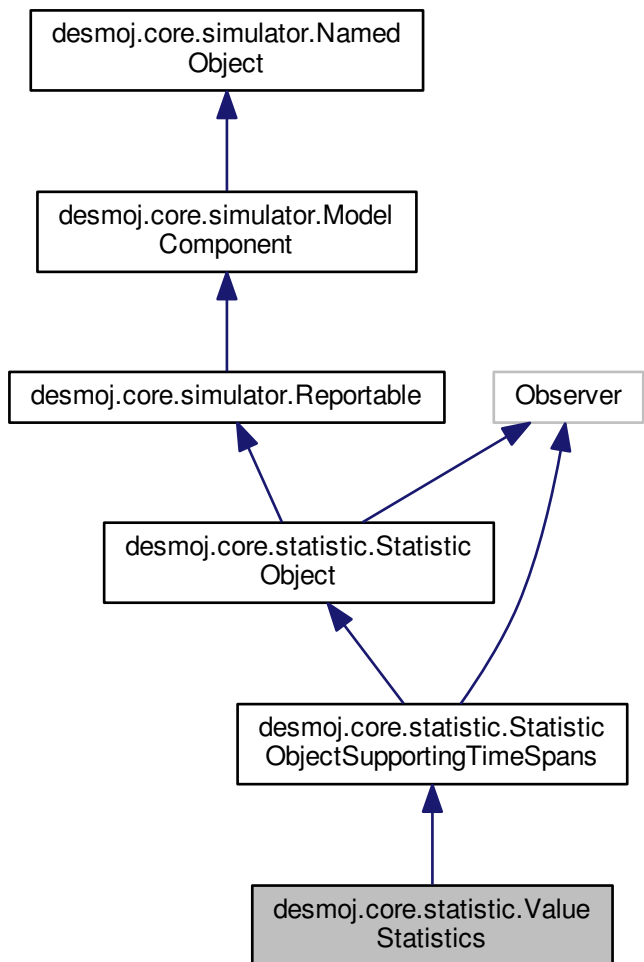 desmoj.core.simulator.Named
Object
desmoj.core.simulator.Model
Component
desmoj.core.simulator.Reportable
Observer
desmoj.core.statistic.Statistic
Object
desmoj.core.statistic.Statistic
ObjectSupportingTimeSpans
desmoj.core.statistic.Value
Statistics